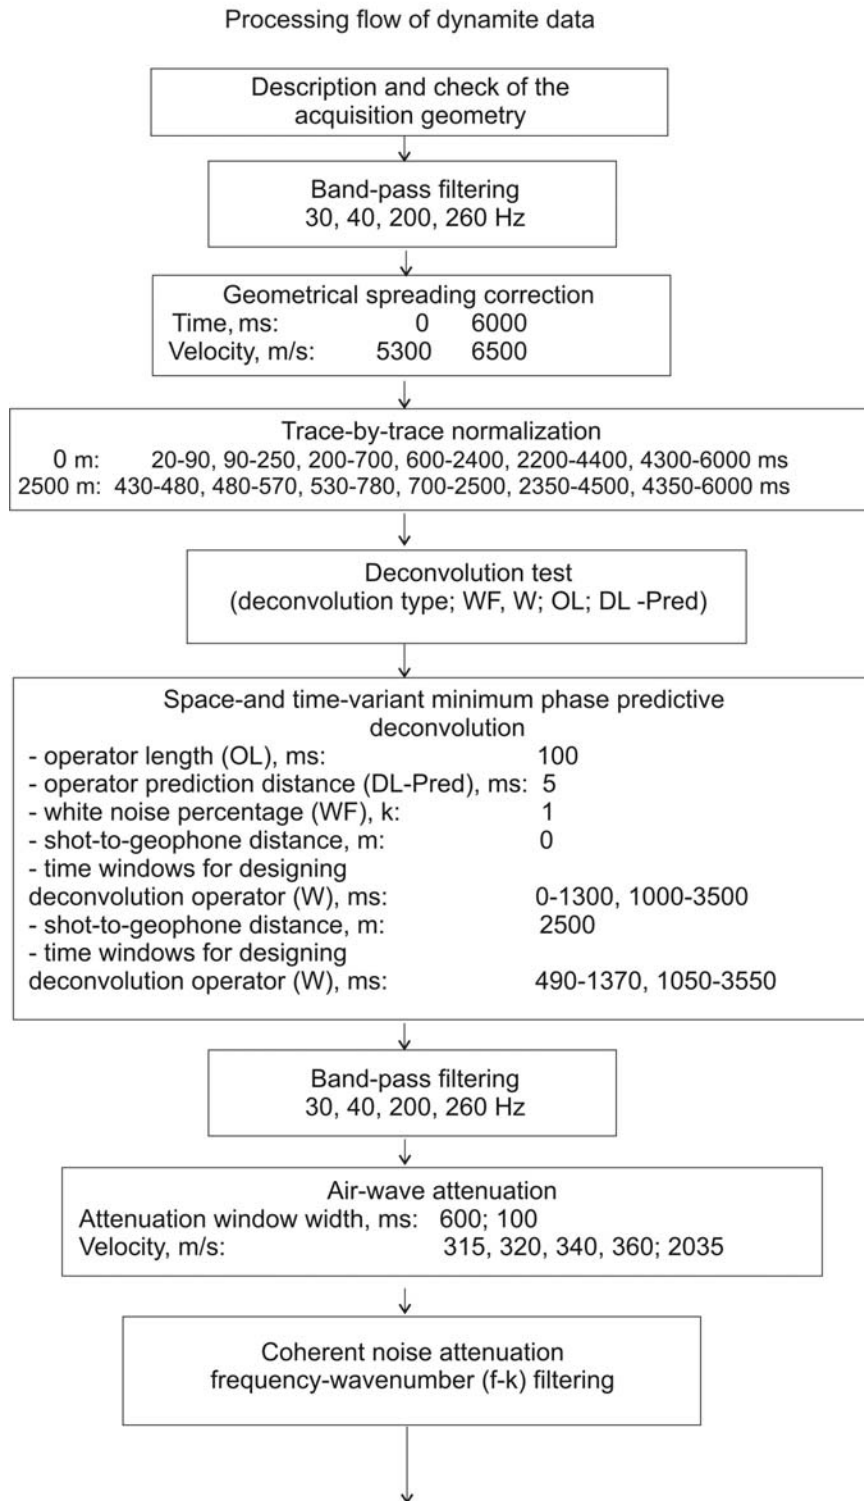 Processing flow of dynamite data
Description and check of the
acquisition geometry
Band-pass filtering
30, 40, 200, 260 Hz
Geometrical spreading correction
Time, ms: 0 6000
Velocity, m/s: 5300 6500
Trace-by-trace normalization
0 m: 20-90, 90-250, 200-700, 600-2400, 2200-4400, 4300-6000 ms
2500 m: 430-480, 480-570, 530-780, 700-2500, 2350-4500, 4350-6000 ms
Deconvolution test
(deconvolution type; WF, W; OL; DL -Pred)
Space-and time-variant minimum phase predictive
deconvolution
- operator length (OL), ms: 100
- operator prediction distance (DL-Pred), ms: 5
- white noise percentage (WF), k: 1
- shot-to-geophone distance, m: 0
- time windows for designing
deconvolution operator (W), ms: 0-1300, 1000-3500
- shot-to-geophone distance, m: 2500
- time windows for designing
deconvolution operator (W), ms: 490-1370, 1050-3550
Band-pass filtering
30, 40, 200, 260 Hz
Air-wave attenuation
Attenuation window width, ms: 600; 100
Velocity, m/s: 315, 320, 340, 360; 2035
Coherent noise attenuation
frequency-wavenumber (f-k) filtering